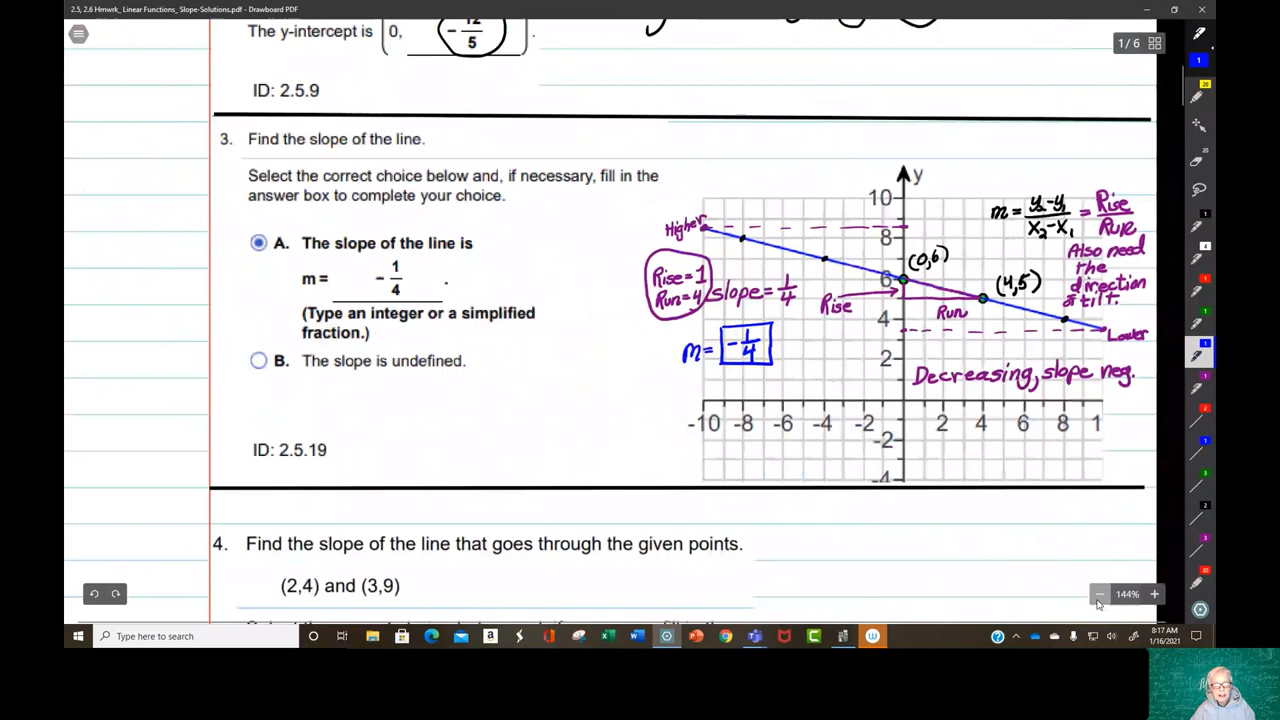 2.5, 2.6 Hmwrk_ Linear Functions_ Slope-Solutions.pdf - Drawboard PDF
The y-intercept is (0, -12/5).
1 / 6
ID: 2.5.9
3. Find the slope of the line.
Select the correct choice below and, if necessary, fill in the
answer box to complete your choice.
A. The slope of the line is
m= -1/4 .
(Type an integer or a simplified
fraction.)
B. The slope is undefined.
ID: 2.5.19
y
10
8
6
4
2
-2
-4
-10 -8 -6 -4 -2 2 4 6 8 1
Higher
m = y2-y1/x2-x1 = Rise/Run
Also need
the
direction
of tilt.
(0,6)
(4,5)
Rise = 1
Run = 4
slope = 1/4
Rise
Run
Lower
m = -1/4
Decreasing, slope neg.
4. Find the slope of the line that goes through the given points.
(2,4) and (3,9)
144%
Type here to search
8:17 AM
1/16/2021